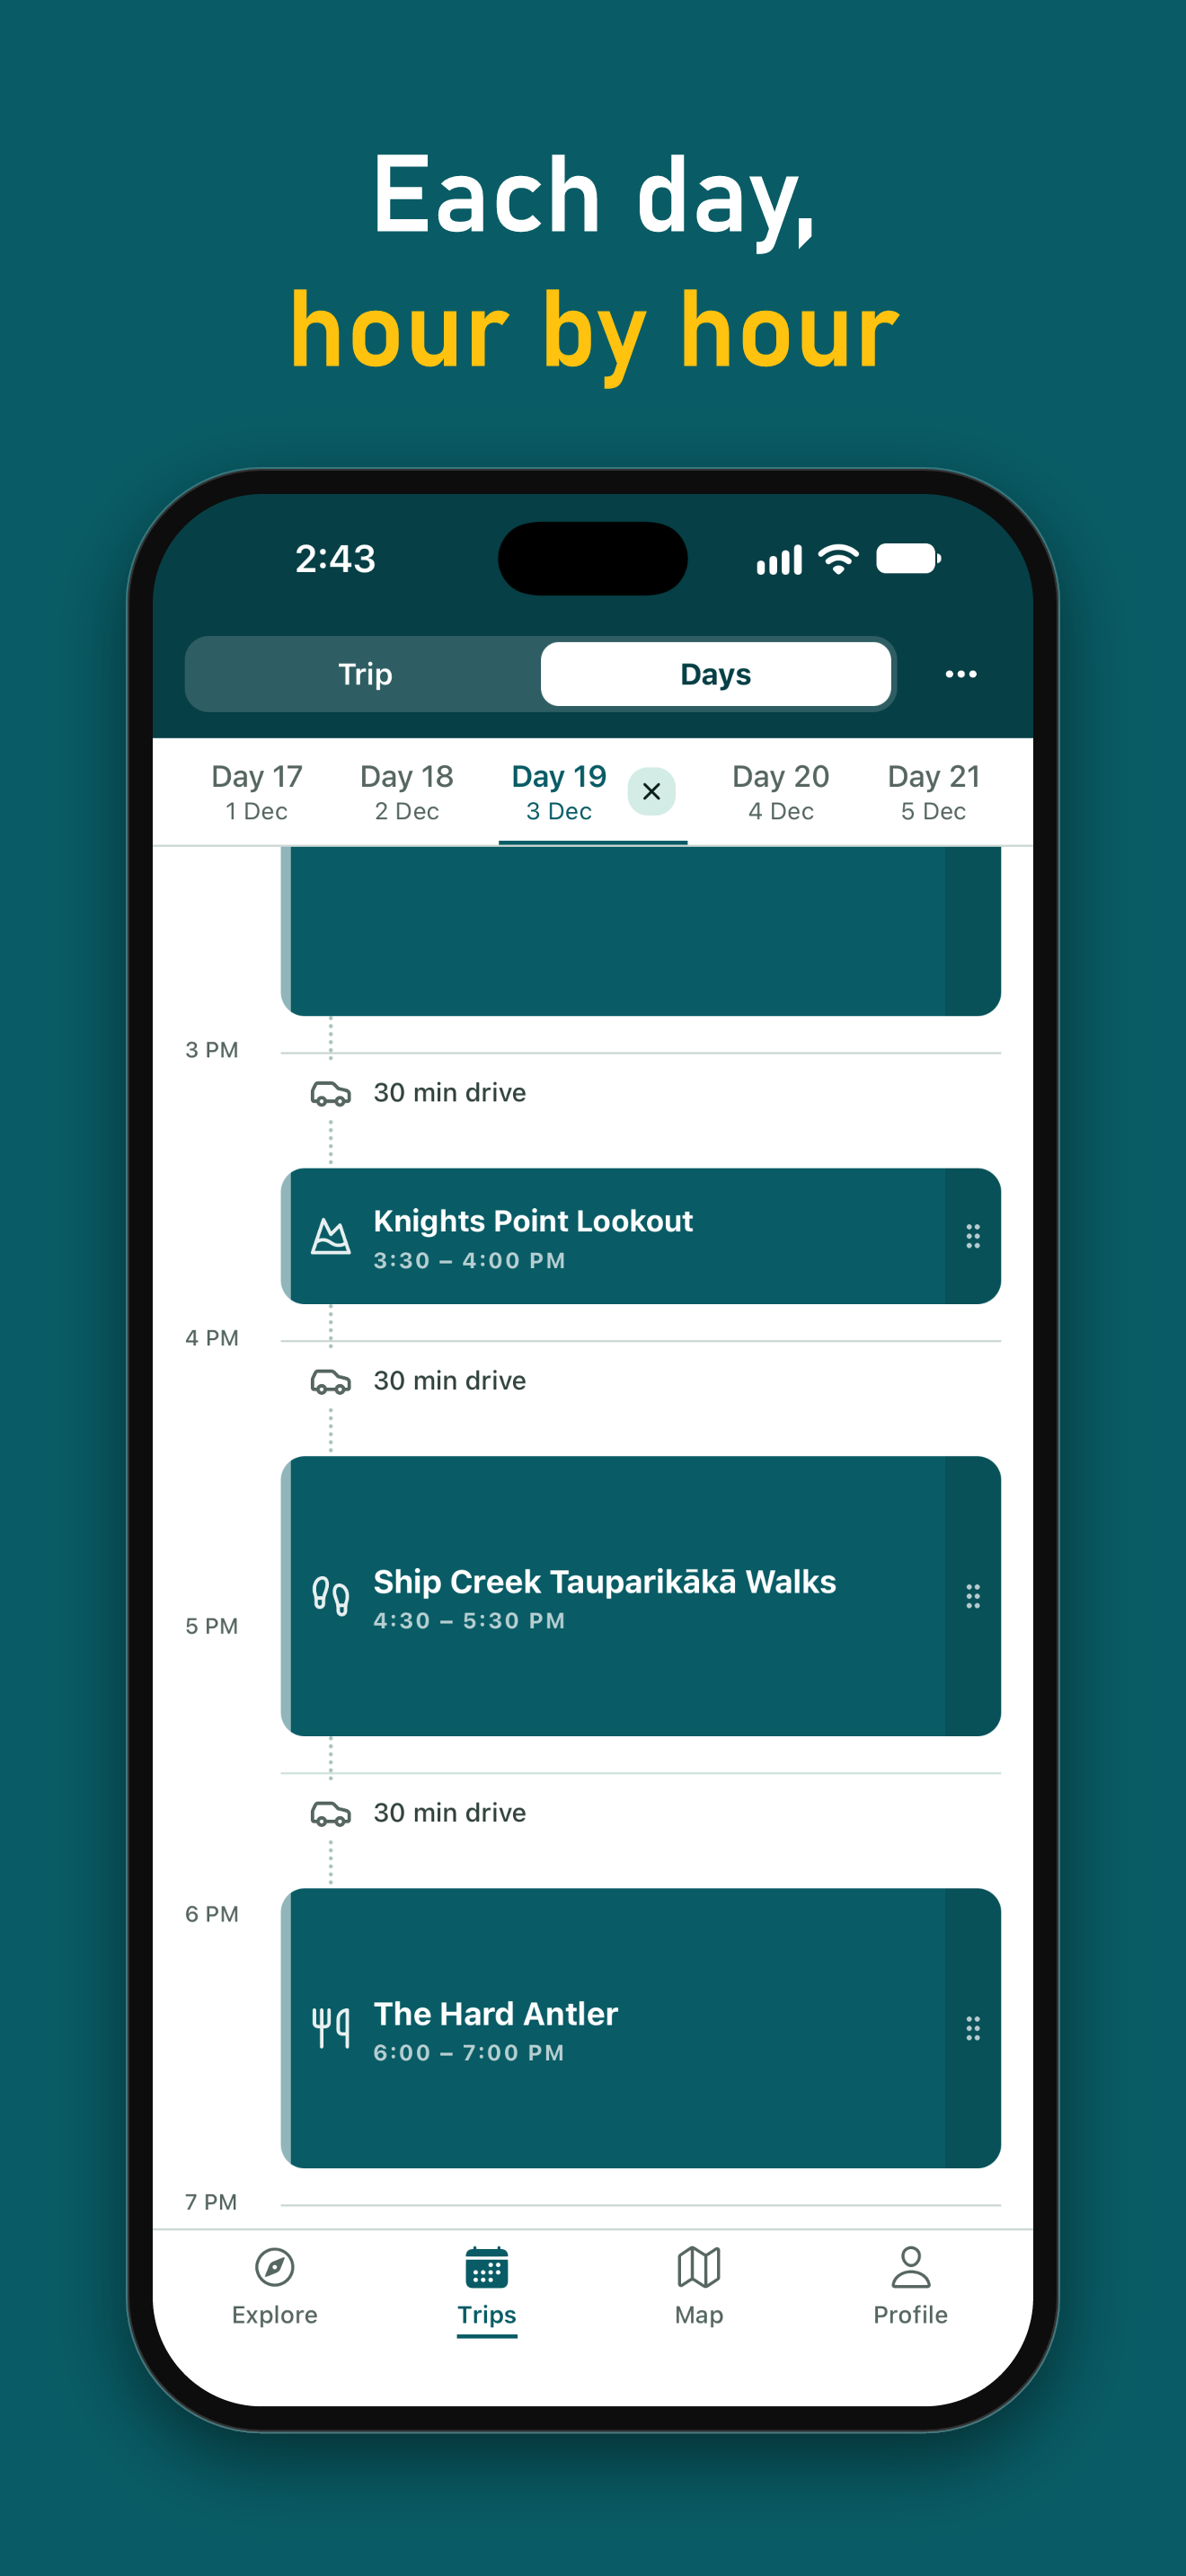 Each day,
hour by hour
2:43
Trip
Days
Day 17
1 Dec
Day 18
2 Dec
Day 19
3 Dec
Day 20
4 Dec
Day 21
5 Dec
3 PM
30 min drive
Knights Point Lookout
3:30 – 4:00 PM
4 PM
30 min drive
Ship Creek Tauparikākā Walks
4:30 – 5:30 PM
5 PM
30 min drive
6 PM
The Hard Antler
6:00 – 7:00 PM
7 PM
Explore
Trips
Map
Profile